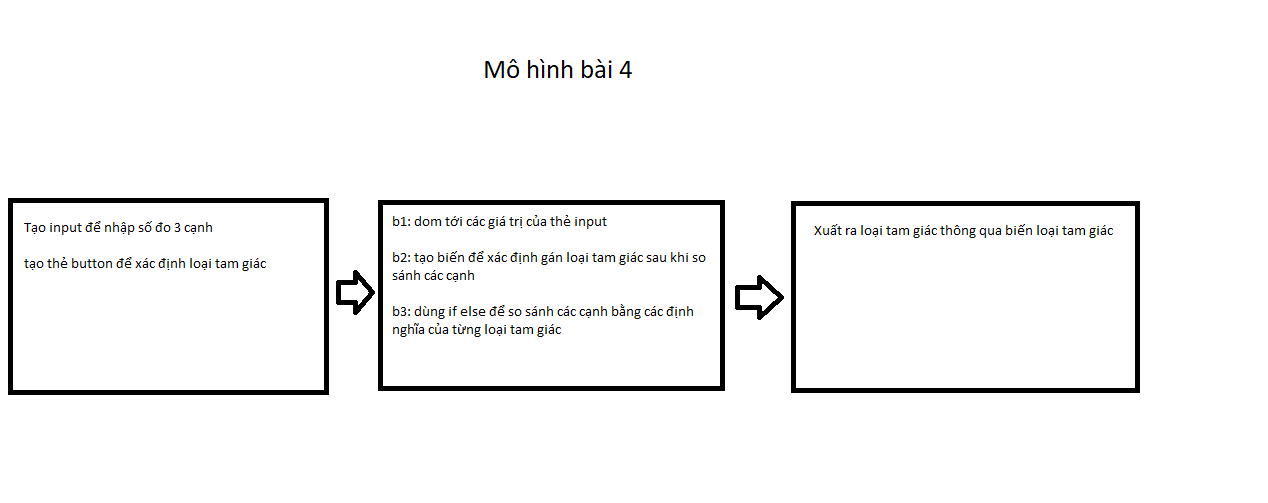 Mô hình bài 4
Tạo input để nhập số đo 3 cạnh
tạo thẻ button để xác định loại tam giác
b1: dom tới các giá trị của thẻ input
b2: tạo biến để xác định gán loại tam giác sau khi so
sánh các cạnh
b3: dùng if else để so sánh các cạnh bằng các định
nghĩa của từng loại tam giác
Xuất ra loại tam giác thông qua biến loại tam giác